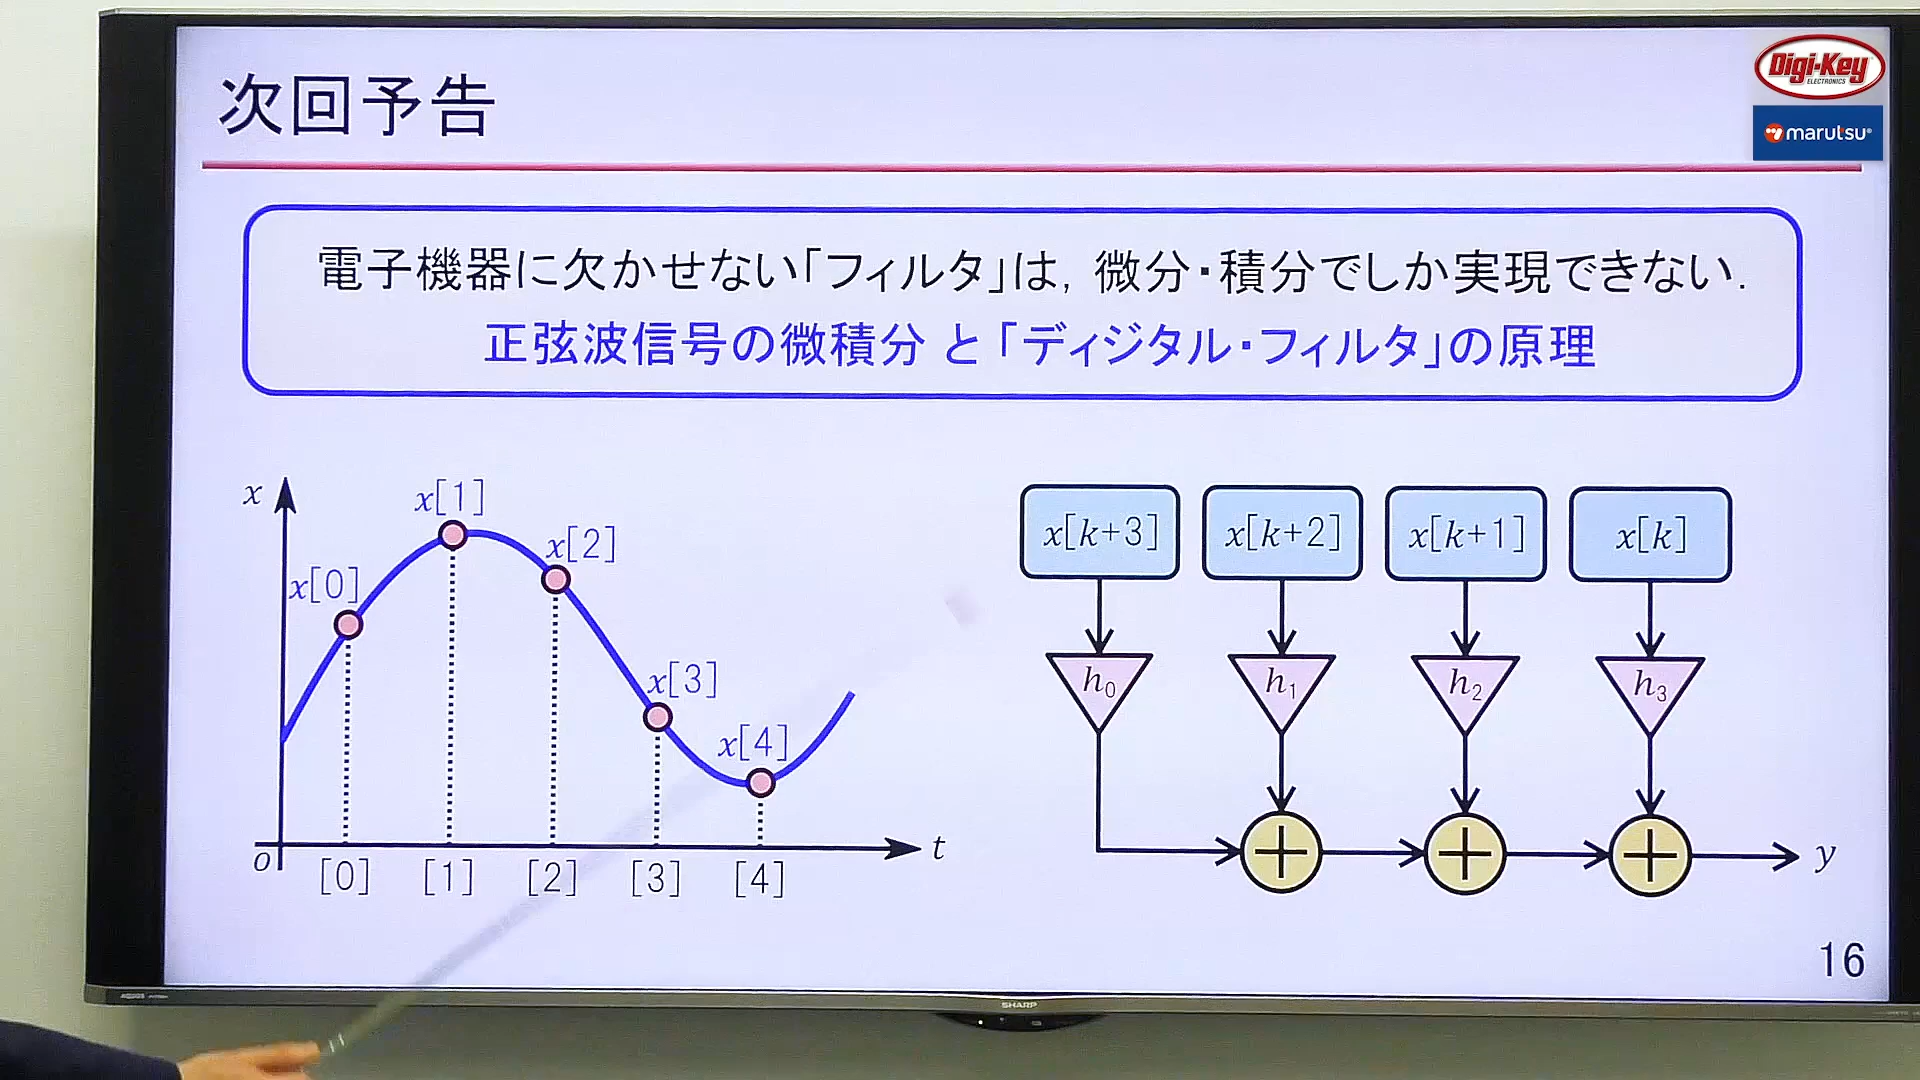 次回予告
Digi-Key
ELECTRONICS
marutsu
電子機器に欠かせない「フィルタ」は, 微分・積分でしか実現できない.
正弦波信号の微積分 と 「ディジタル・フィルタ」の原理
x
x[0]
x[1]
x[2]
x[3]
x[4]
o
[0] [1] [2] [3] [4]
t
x[k+3] x[k+2] x[k+1] x[k]
h₀ h₁ h₂ h₃
+ + + y
16
SHARP